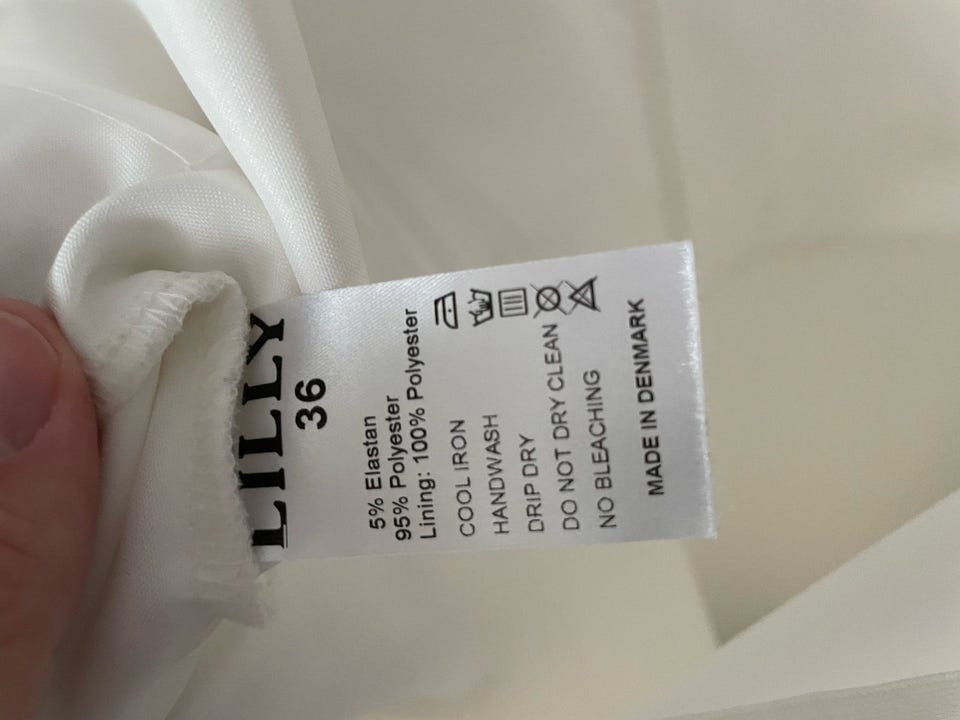 LILLY
36
5% Elastan
95% Polyester
Lining: 100% Polyester
COOL IRON
HANDWASH
DRIP DRY
DO NOT DRY CLEAN
NO BLEACHING
MADE IN DENMARK